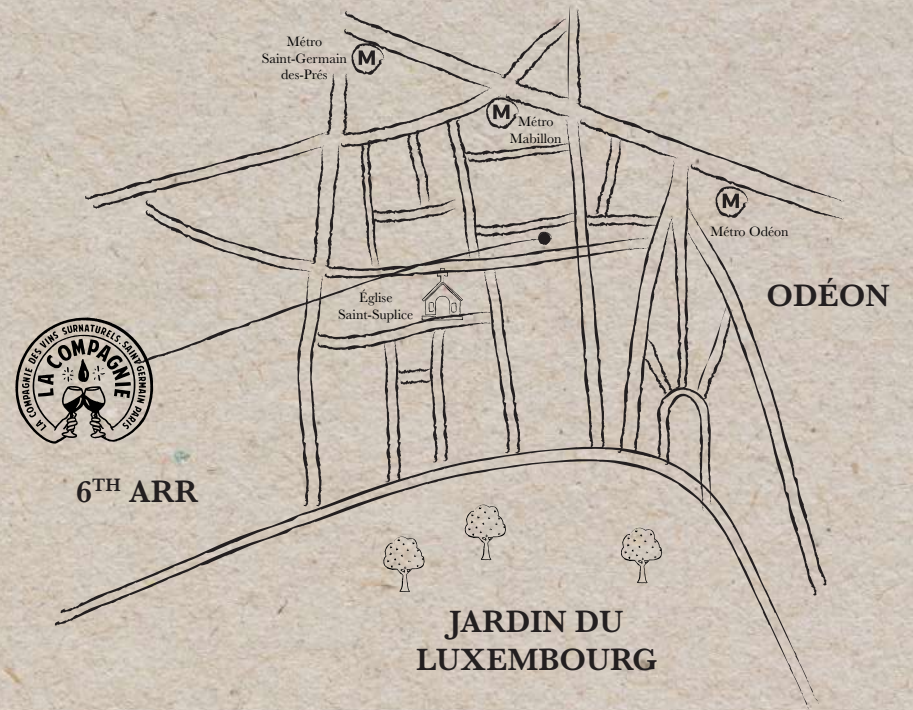 Métro
Saint-Germain
des-Prés
M
M
Métro
Mabillon
M
Métro Odéon
ODÉON
Église
Saint-Suplice
LA COMPAGNIE DES VINS SURNATURELS SAINT GERMAIN PARIS
LA COMPAGNIE
6TH ARR
JARDIN DU
LUXEMBOURG